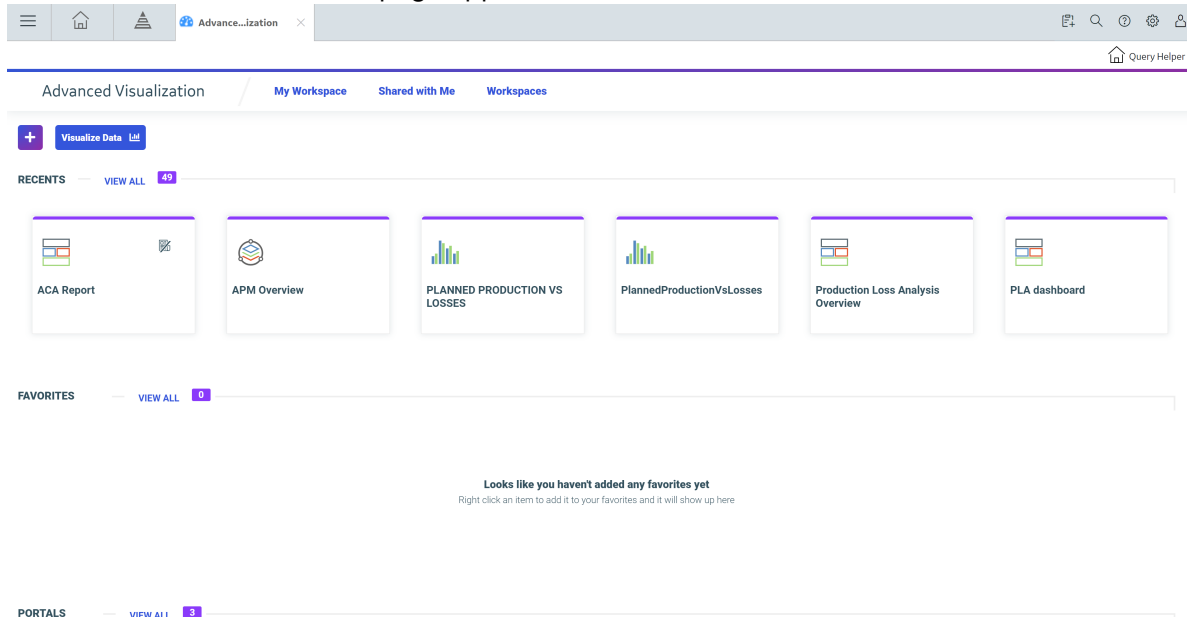 Advance...ization
Query Helper
Advanced Visualization
My Workspace
Shared with Me
Workspaces
+ Visualize Data
RECENTS VIEW ALL 49
ACA Report
APM Overview
PLANNED PRODUCTION VS
LOSSES
PlannedProductionVsLosses
Production Loss Analysis
Overview
PLA dashboard
FAVORITES VIEW ALL 0
Looks like you haven't added any favorites yet
Right click an item to add it to your favorites and it will show up here
PORTALS VIEW ALL 3